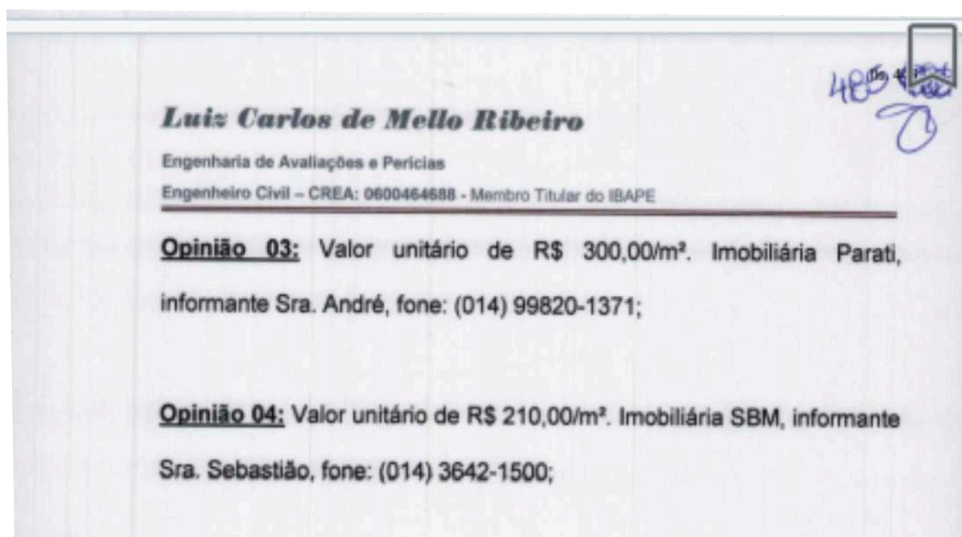 Luiz Carlos de Mello Ribeiro
Engenharia de Avaliações e Perícias
Engenheiro Civil – CREA: 0600464688 - Membro Titular do IBAPE
Opinião 03: Valor unitário de R$ 300,00/m². Imobiliária Parati,
informante Sra. André, fone: (014) 99820-1371;
Opinião 04: Valor unitário de R$ 210,00/m². Imobiliária SBM, informante
Sra. Sebastião, fone: (014) 3642-1500;